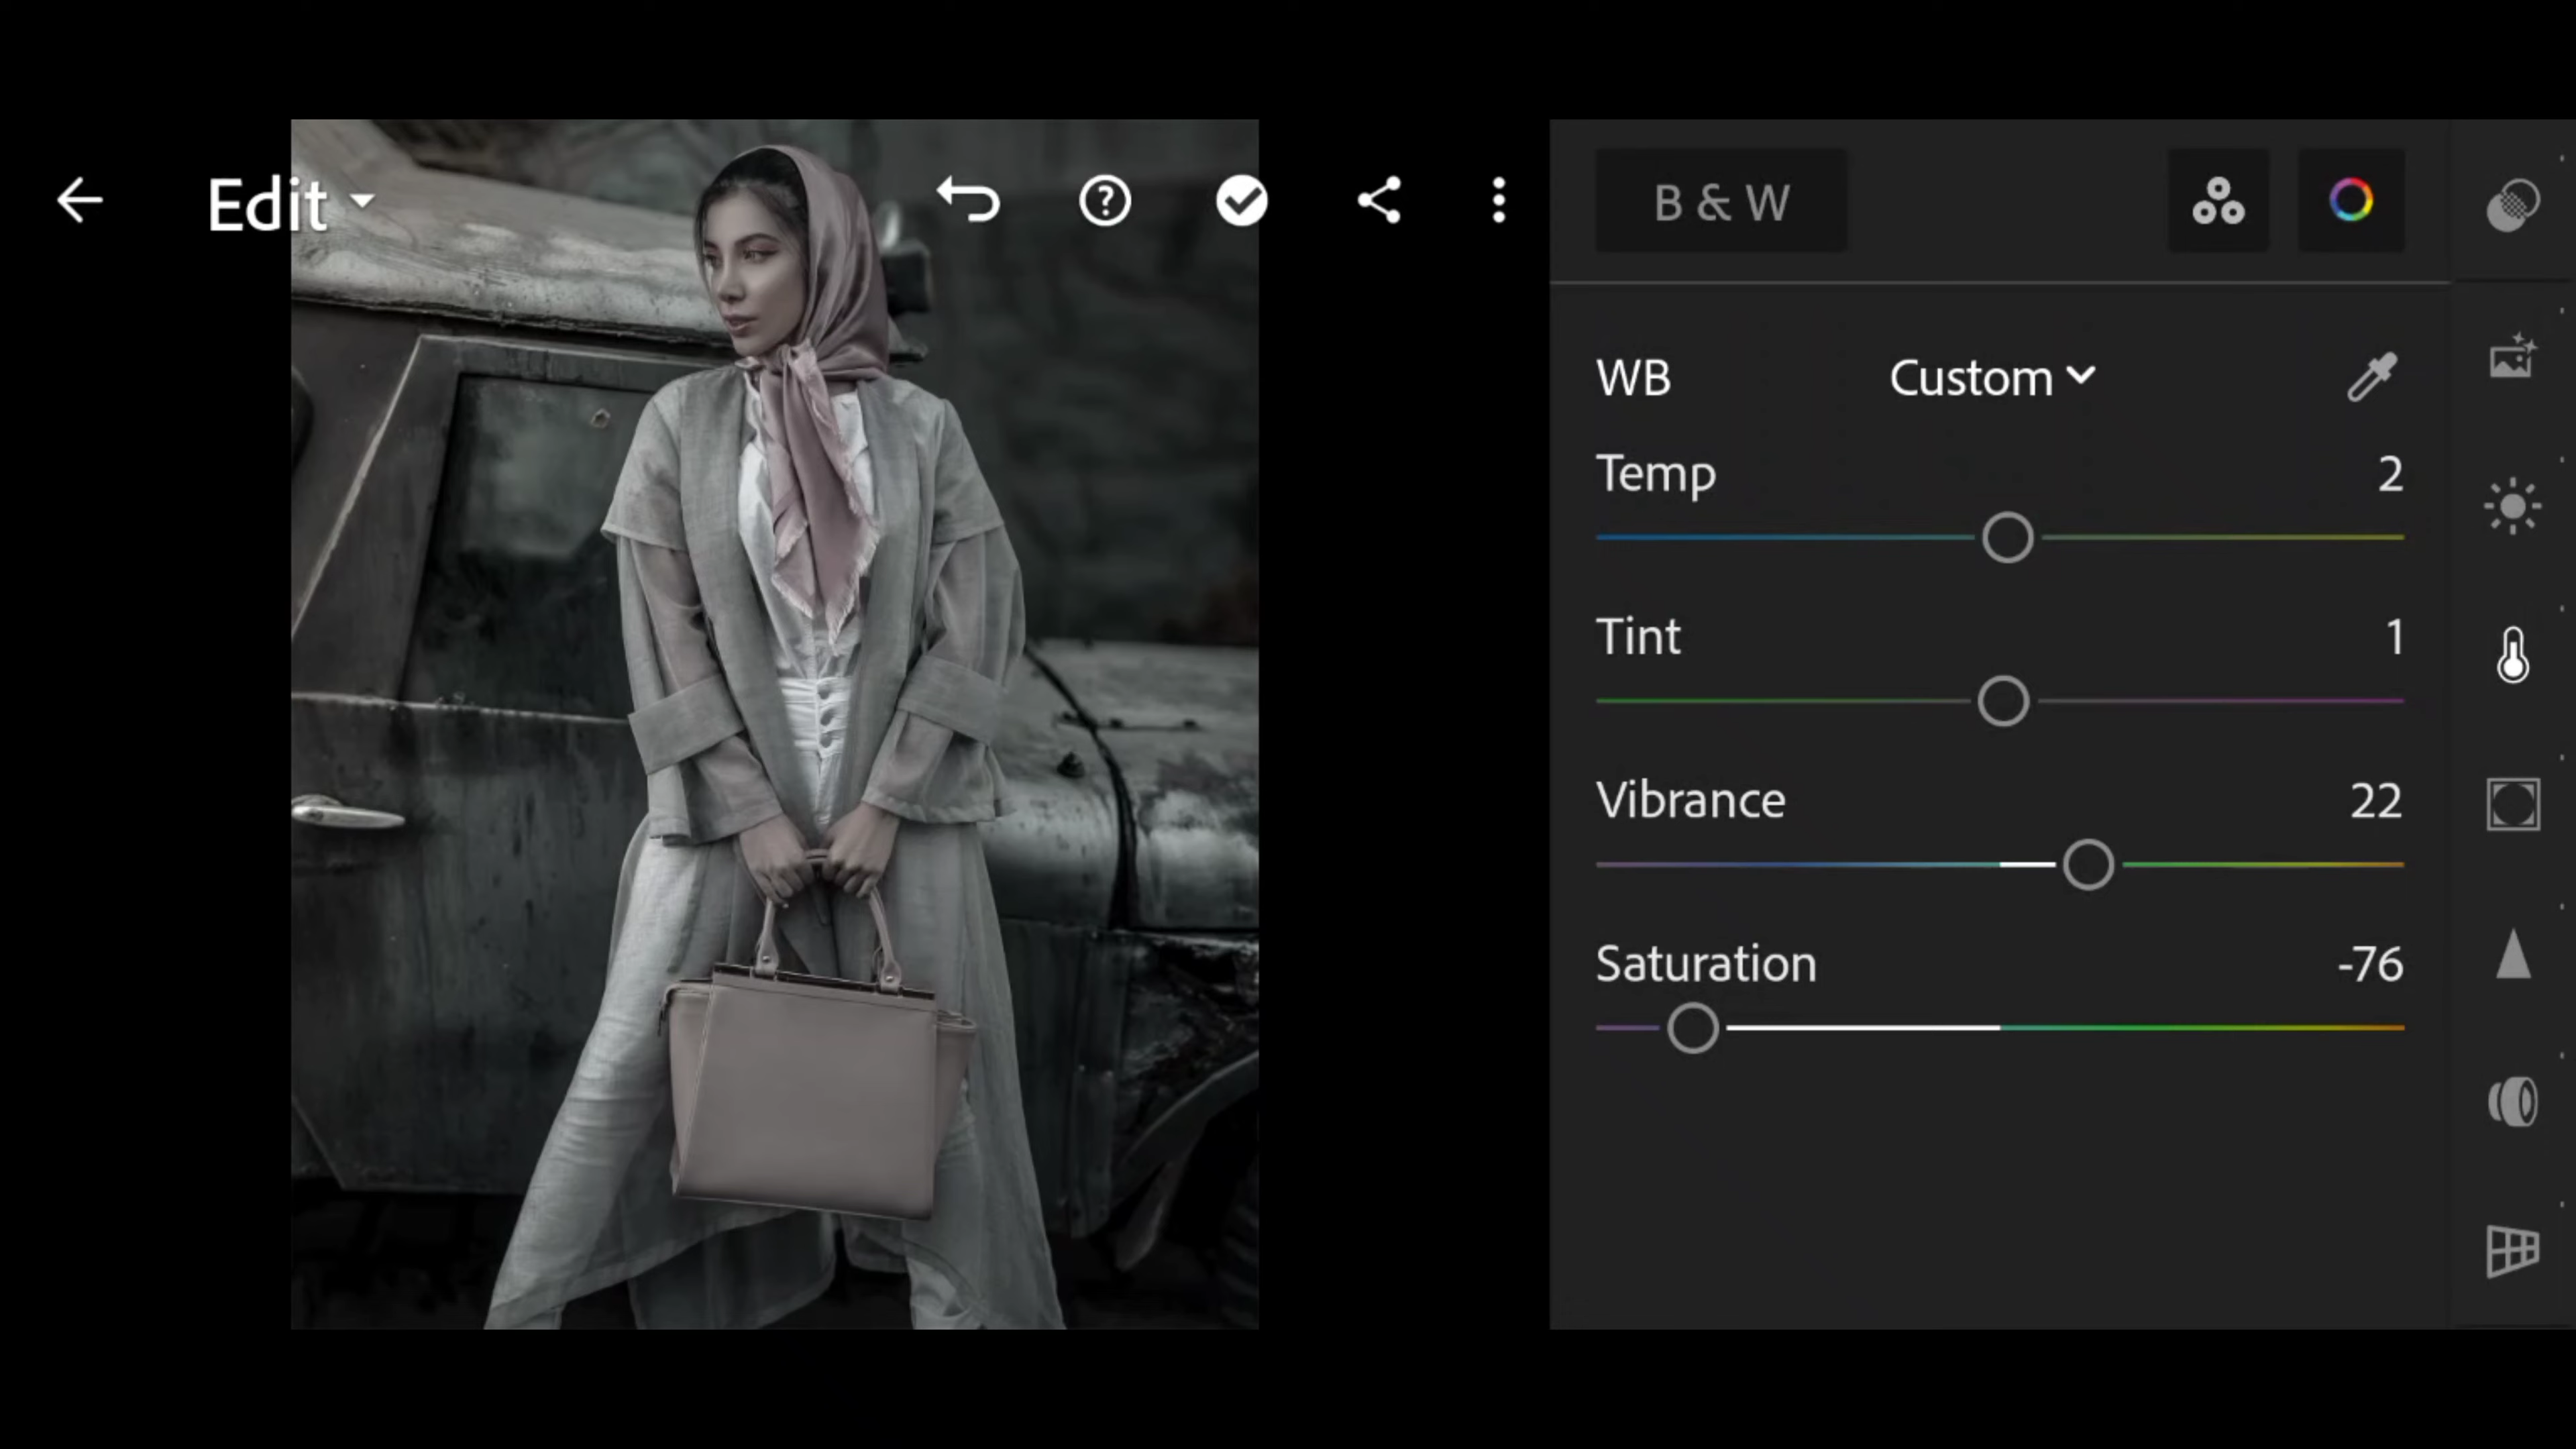 Edit
B & W
WB Custom
Temp 2
Tint 1
Vibrance 22
Saturation -76